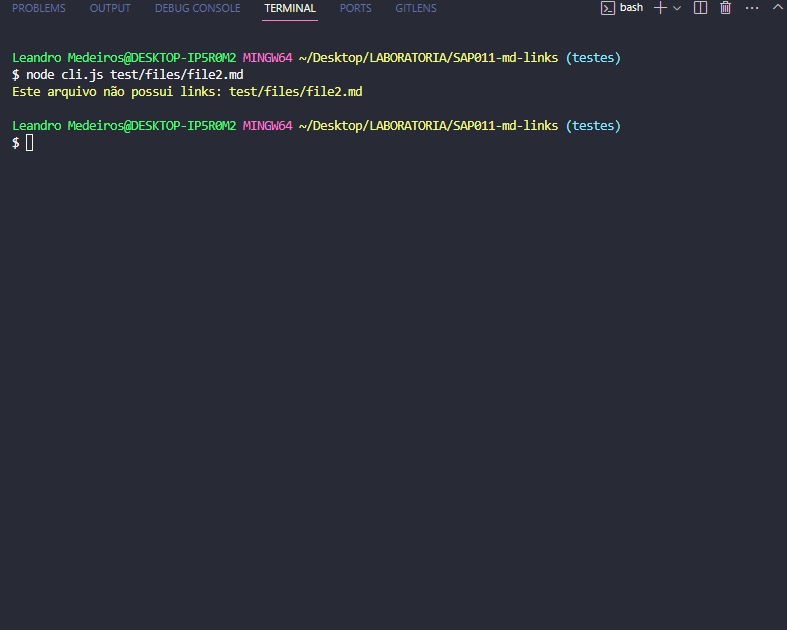 PROBLEMS OUTPUT DEBUG CONSOLE TERMINAL PORTS GITLENS bash
Leandro Medeiros@DESKTOP-IP5R0M2 MINGW64 ~/Desktop/LABORATORIA/SAP011-md-links (testes)
$ node cli.js test/files/file2.md
Este arquivo não possui links: test/files/file2.md
Leandro Medeiros@DESKTOP-IP5R0M2 MINGW64 ~/Desktop/LABORATORIA/SAP011-md-links (testes)
$